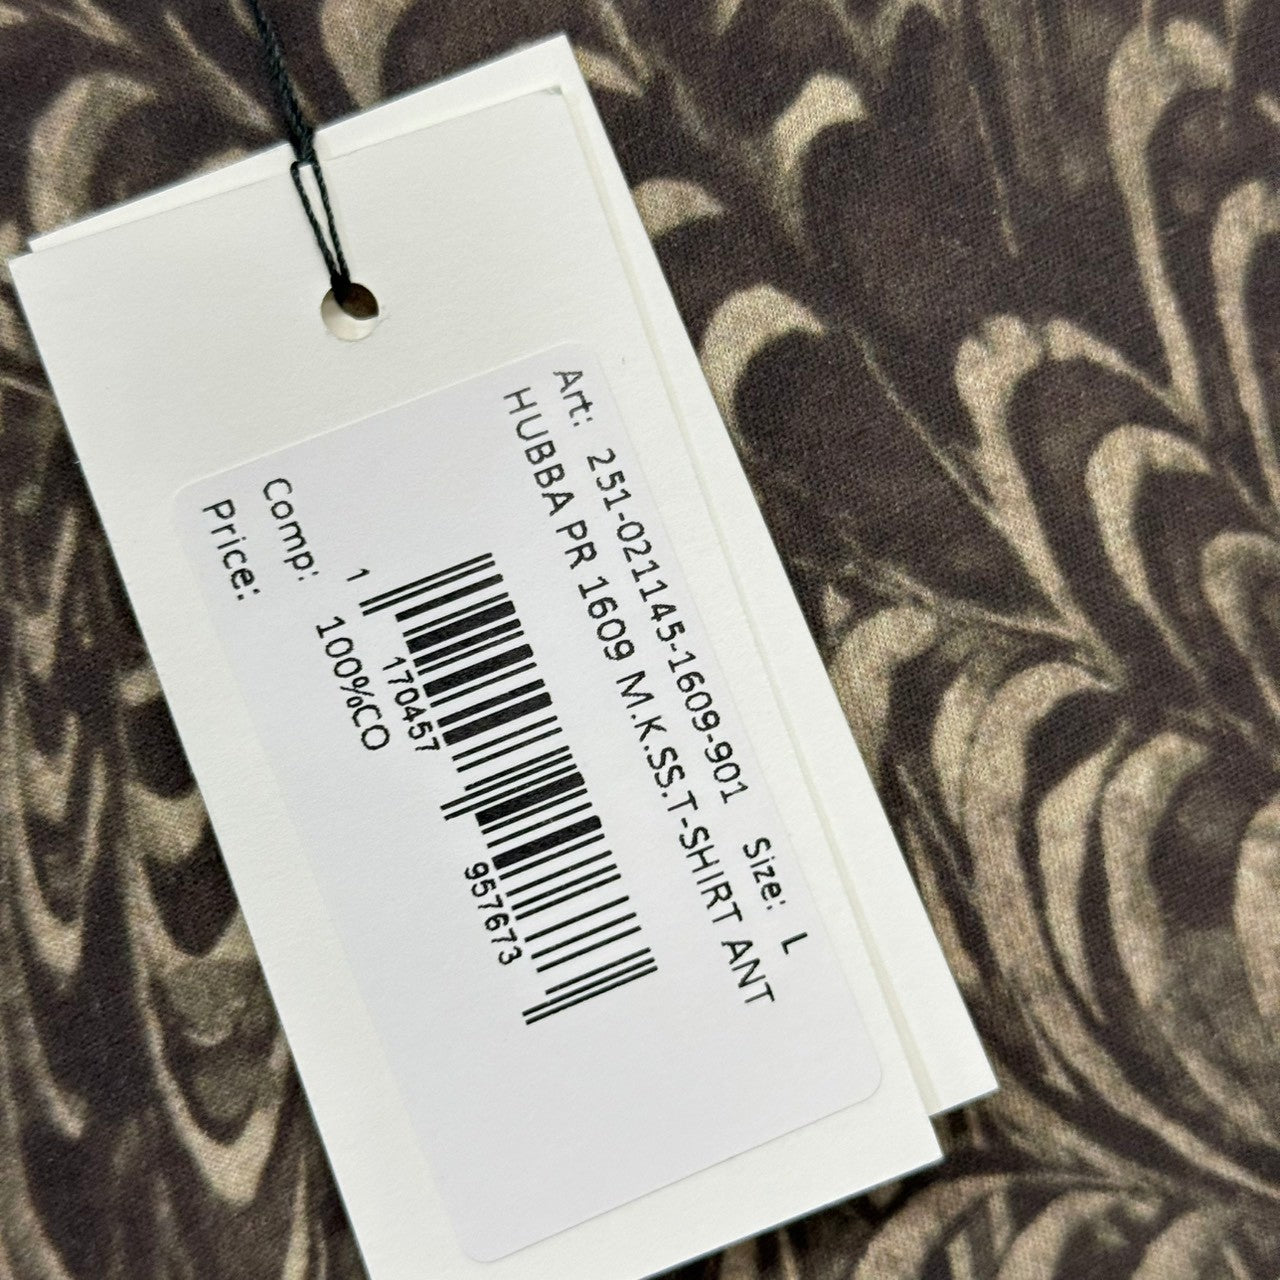 Art: 251-021145-1609-901 Size: L
HUBBA PR 1609 M.K.SS.T-SHIRT ANT
1 170457 957673
Comp: 100%CO
Price: